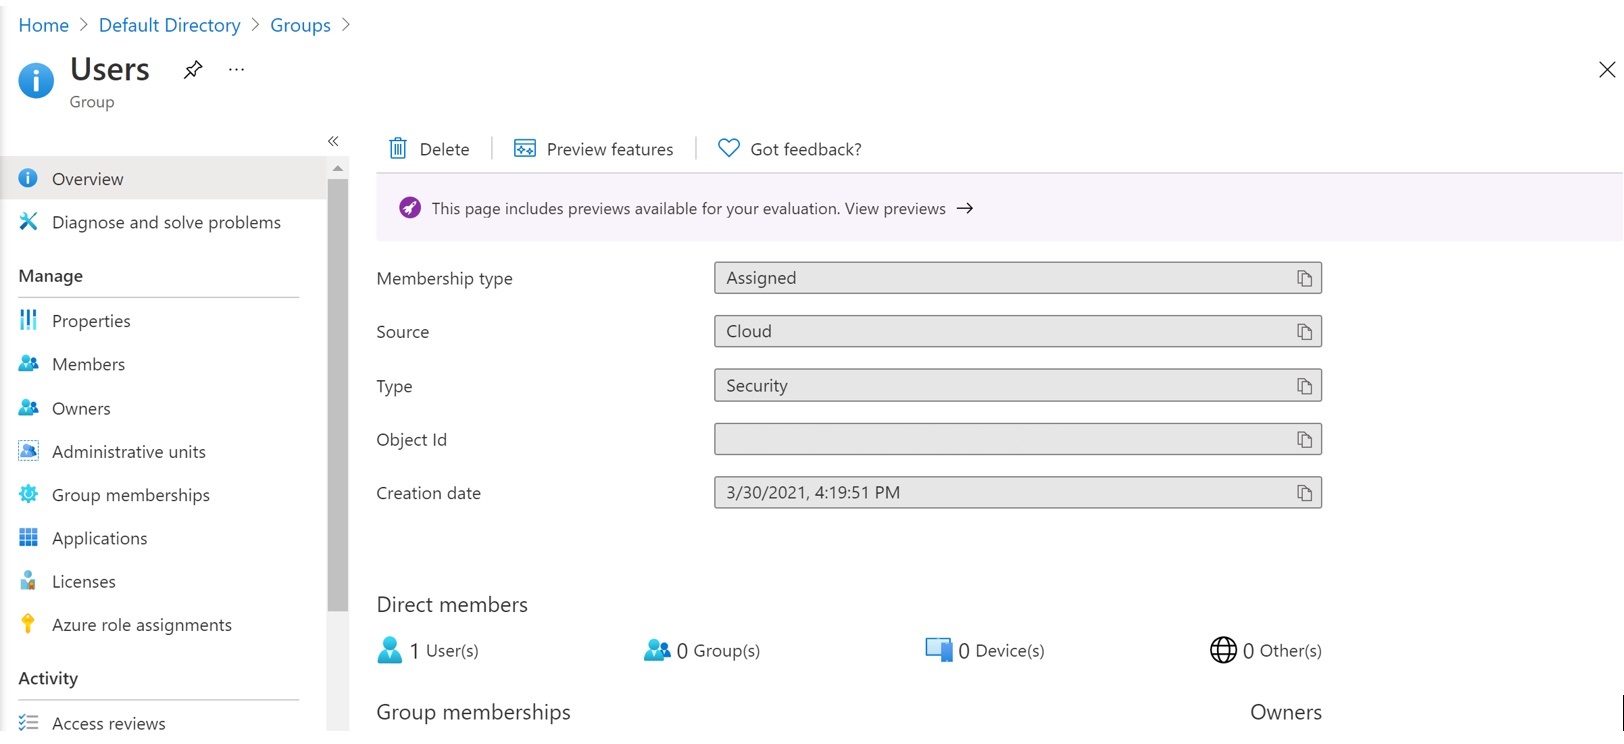 Home > Default Directory > Groups >
Users
Group
Overview
Diagnose and solve problems
Manage
Properties
Members
Owners
Administrative units
Group memberships
Applications
Licenses
Azure role assignments
Activity
Access reviews
Delete
Preview features
Got feedback?
This page includes previews available for your evaluation. View previews →
Membership type
Assigned
Source
Cloud
Type
Security
Object Id
Creation date
3/30/2021, 4:19:51 PM
Direct members
1 User(s)
0 Group(s)
0 Device(s)
0 Other(s)
Group memberships
Owners